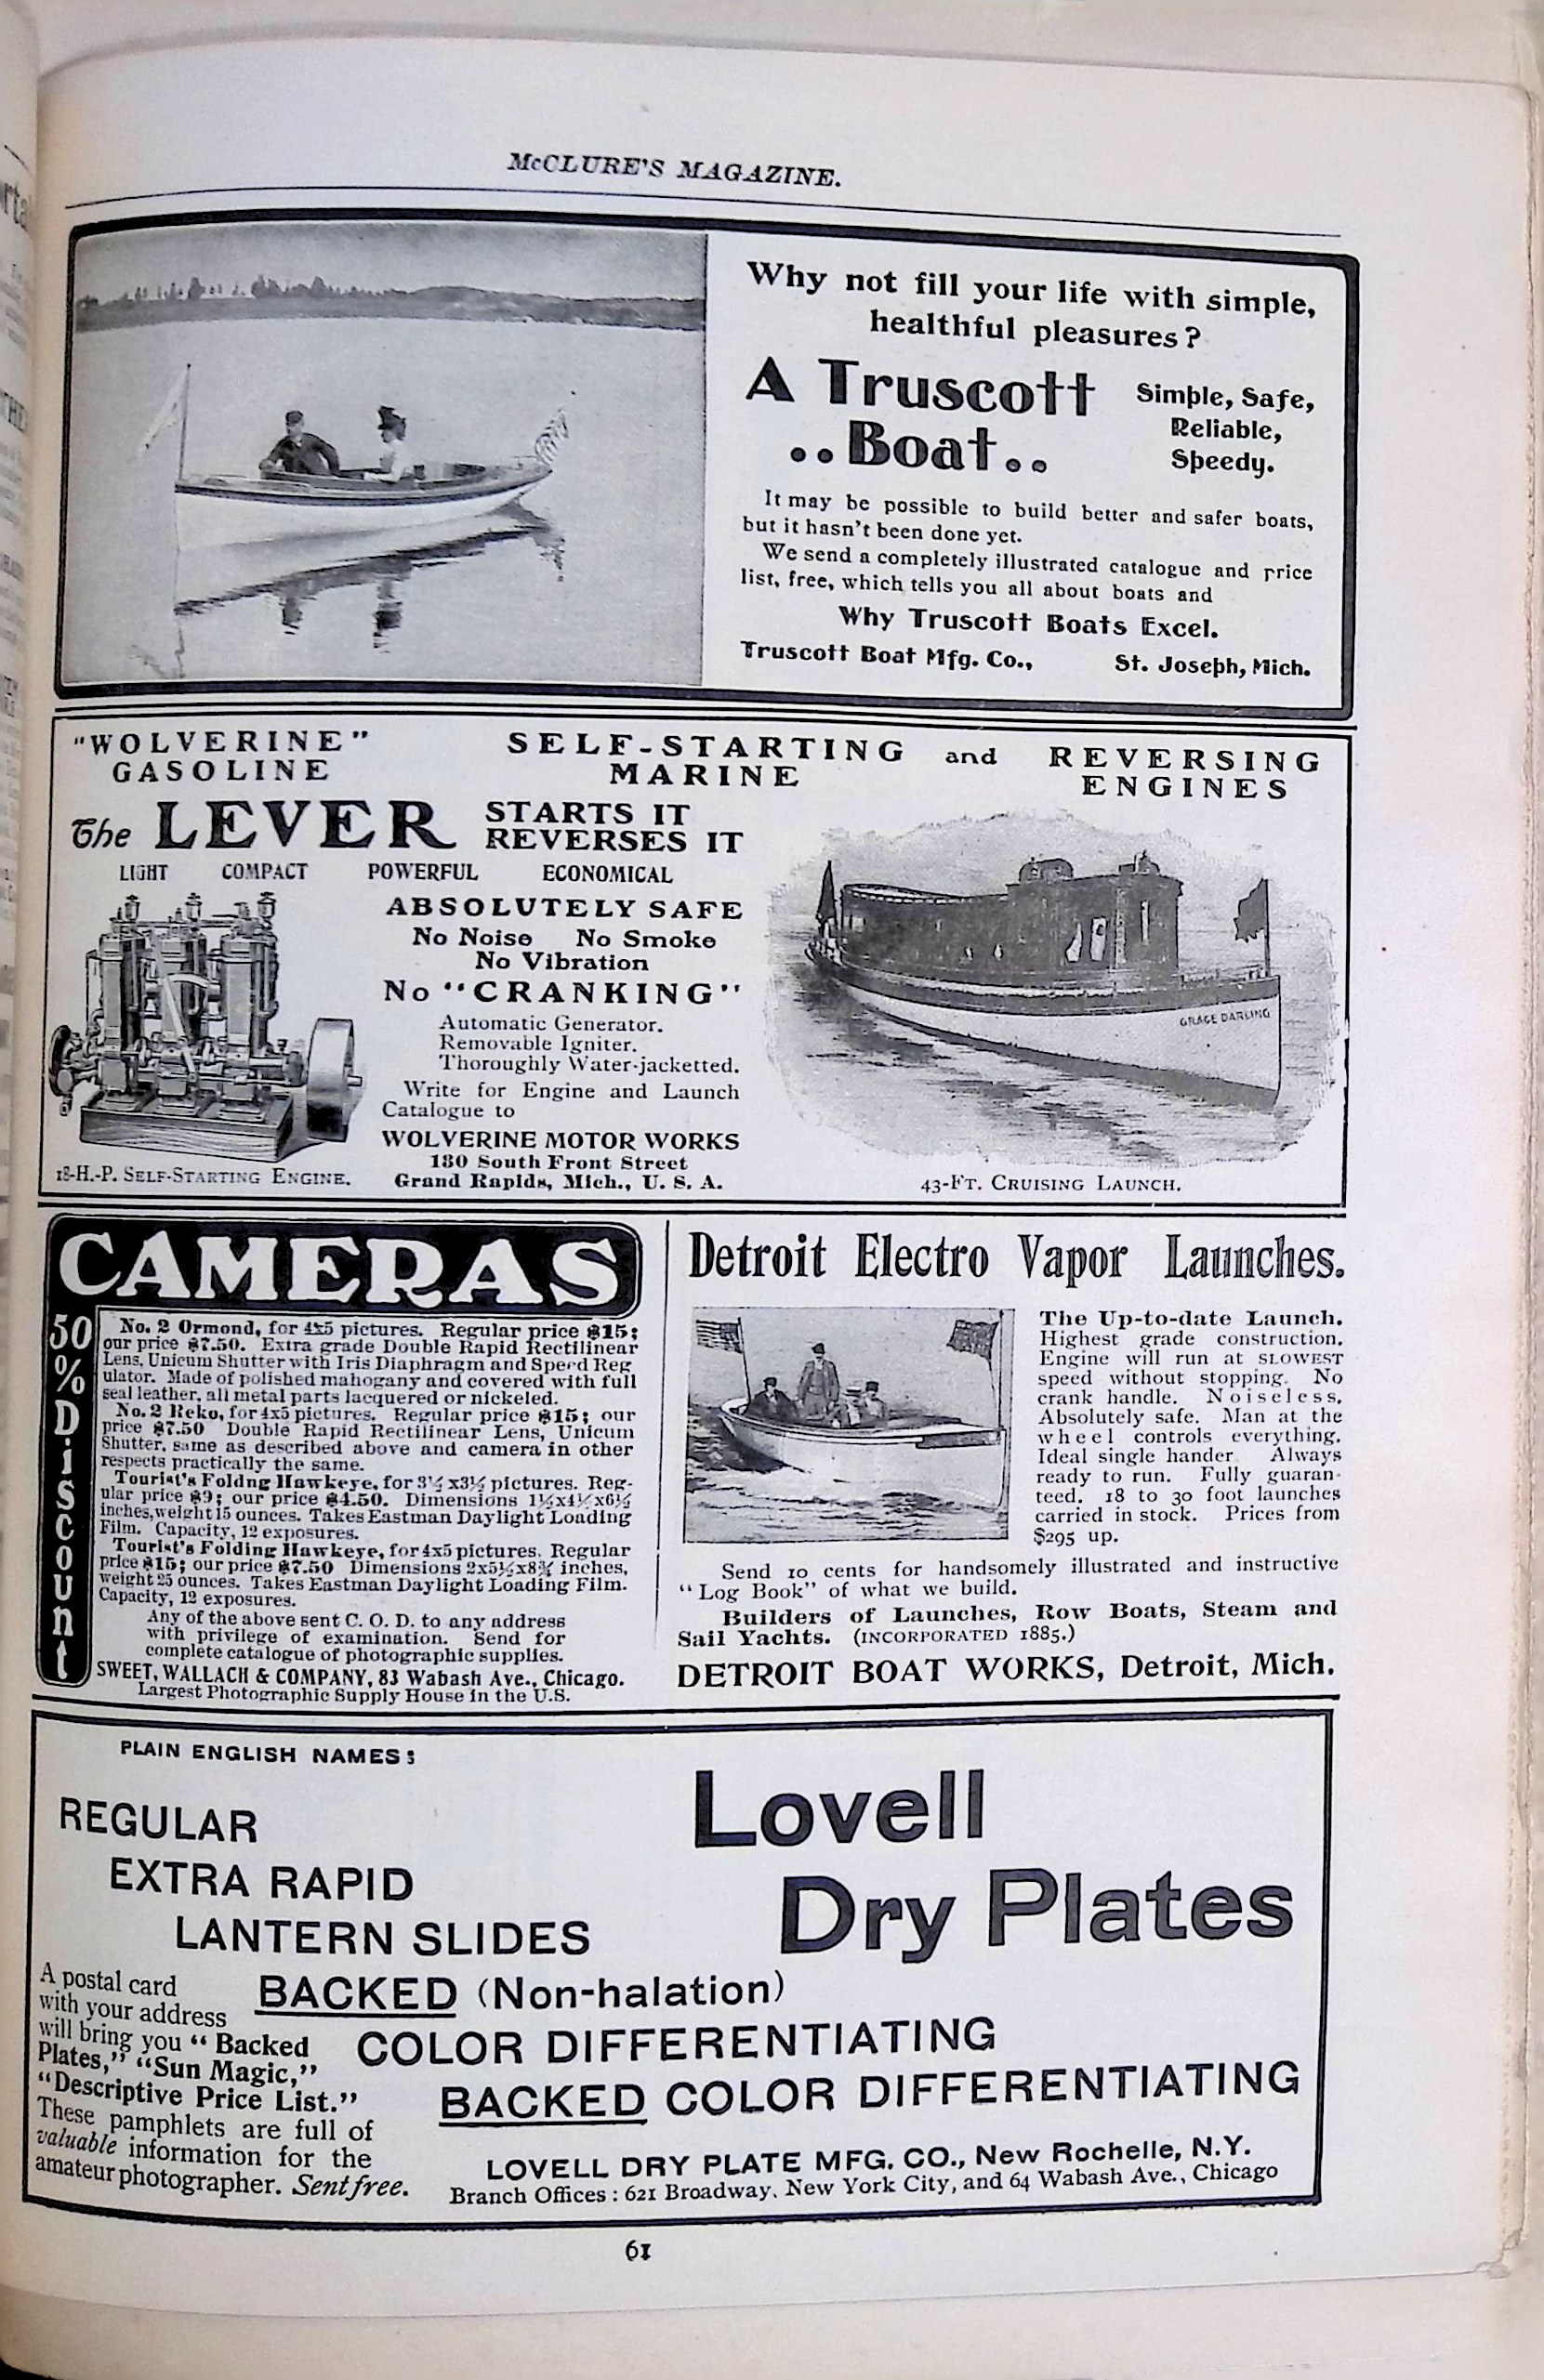 McCLURE'S MAGAZINE.
Why not fill your life with simple,
healthful pleasures?
A Truscott
..Boat..
Simple, Safe,
Reliable,
Speedy.
It may be possible to build better and safer boats,
but it hasn't been done yet.
We send a completely illustrated catalogue and price
list, free, which tells you all about boats and
Why Truscott Boats Excel.
Truscott Boat Mfg. Co., St. Joseph, Mich.
"WOLVERINE" SELF-STARTING and REVERSING
GASOLINE MARINE ENGINES
The LEVER STARTS IT
REVERSES IT
LIGHT COMPACT POWERFUL ECONOMICAL
ABSOLUTELY SAFE
No Noise No Smoke
No Vibration
No "CRANKING"
Automatic Generator.
Removable Igniter.
Thoroughly Water-jacketted.
Write for Engine and Launch
Catalogue to
WOLVERINE MOTOR WORKS
130 South Front Street
Grand Rapids, Mich., U. S. A.
18-H.-P. SELF-STARTING ENGINE.
GRACE DARLING
43-FT. CRUISING LAUNCH.
CAMERAS
50% Discount
No. 2 Ormond, for 4x5 pictures. Regular price $15;
our price $7.50. Extra grade Double Rapid Rectilinear
Lens, Unicum Shutter with Iris Diaphragm and Speed Reg
ulator. Made of polished mahogany and covered with full
seal leather, all metal parts lacquered or nickeled.
No. 2 Reko, for 4x5 pictures. Regular price $15; our
price $7.50 Double Rapid Rectilinear Lens, Unicum
Shutter, same as described above and camera in other
respects practically the same.
Tourist's Foldng Hawkeye, for 3½x3½ pictures. Reg-
ular price $9; our price $4.50. Dimensions 1½x4½x6½
inches, weight 15 ounces. Takes Eastman Daylight Loading
Film. Capacity, 12 exposures.
Tourist's Folding Hawkeye, for 4x5 pictures. Regular
price $15; our price $7.50 Dimensions 2x5½x8¾ inches,
weight 25 ounces. Takes Eastman Daylight Loading Film.
Capacity, 12 exposures.
Any of the above sent C. O. D. to any address
with privilege of examination. Send for
complete catalogue of photographic supplies.
SWEET, WALLACH & COMPANY, 83 Wabash Ave., Chicago.
Largest Photographic Supply House in the U.S.
Detroit Electro Vapor Launches.
The Up-to-date Launch.
Highest grade construction.
Engine will run at SLOWEST
speed without stopping. No
crank handle. Noiseless.
Absolutely safe. Man at the
wheel controls everything.
Ideal single hander Always
ready to run. Fully guaran-
teed. 18 to 30 foot launches
carried in stock. Prices from
$295 up.
Send 10 cents for handsomely illustrated and instructive
"Log Book" of what we build.
Builders of Launches, Row Boats, Steam and
Sail Yachts. (INCORPORATED 1885.)
DETROIT BOAT WORKS, Detroit, Mich.
PLAIN ENGLISH NAMES:
Lovell
Dry Plates
REGULAR
EXTRA RAPID
LANTERN SLIDES
BACKED (Non-halation)
COLOR DIFFERENTIATING
BACKED COLOR DIFFERENTIATING
A postal card
with your address
will bring you "Backed
Plates," "Sun Magic,"
"Descriptive Price List."
These pamphlets are full of
valuable information for the
amateur photographer. Sent free.
LOVELL DRY PLATE MFG. CO., New Rochelle, N.Y.
Branch Offices: 621 Broadway, New York City, and 64 Wabash Ave., Chicago
61